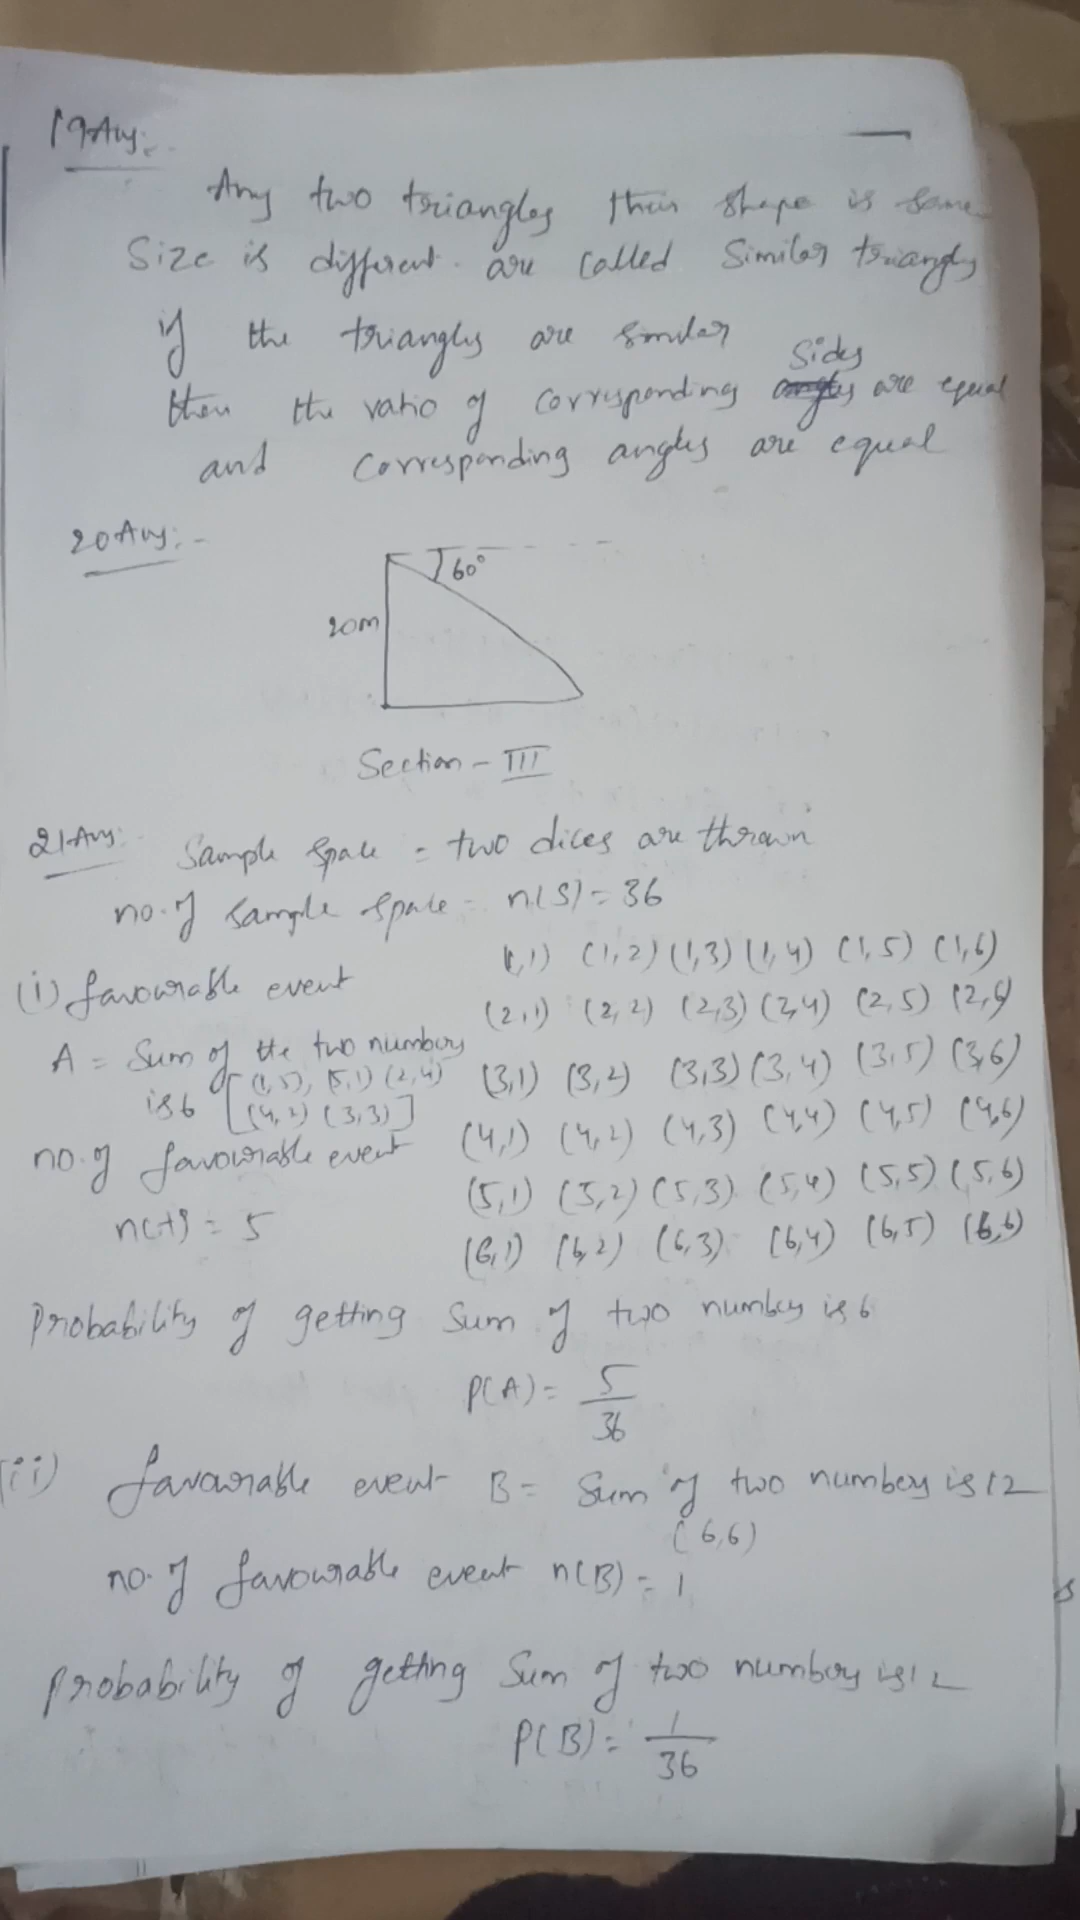 19Ans:-
Any two triangles their shape is same
Size is different. are called Similar triangles
if the triangles are similar
Sides
then the ratio of corresponding are equal
and corresponding angles are equal
20Ans:-
60°
20m
Section - III
21Ans:- Sample space = two dices are thrown
no. of sample space = n(S) = 36
(1,1) (1,2) (1,3) (1,4) (1,5) (1,6)
(i) favourable event
(2,1) (2,2) (2,3) (2,4) (2,5) (2,6)
A = Sum of the two numbers
is 6 [(1,5), (5,1) (2,4)
(4,2) (3,3)]
(3,1) (3,2) (3,3) (3,4) (3,5) (3,6)
no. of favourable event
(4,1) (4,2) (4,3) (4,4) (4,5) (4,6)
n(A) = 5
(5,1) (5,2) (5,3) (5,4) (5,5) (5,6)
(6,1) (6,2) (6,3) (6,4) (6,5) (6,6)
Probability of getting Sum of two numbers is 6
P(A) = 5/36
(ii) favourable event B = Sum of two numbers is 12
(6,6)
no. of favourable event n(B) = 1
probability of getting Sum of two numbers is 12
P(B) = 1/36